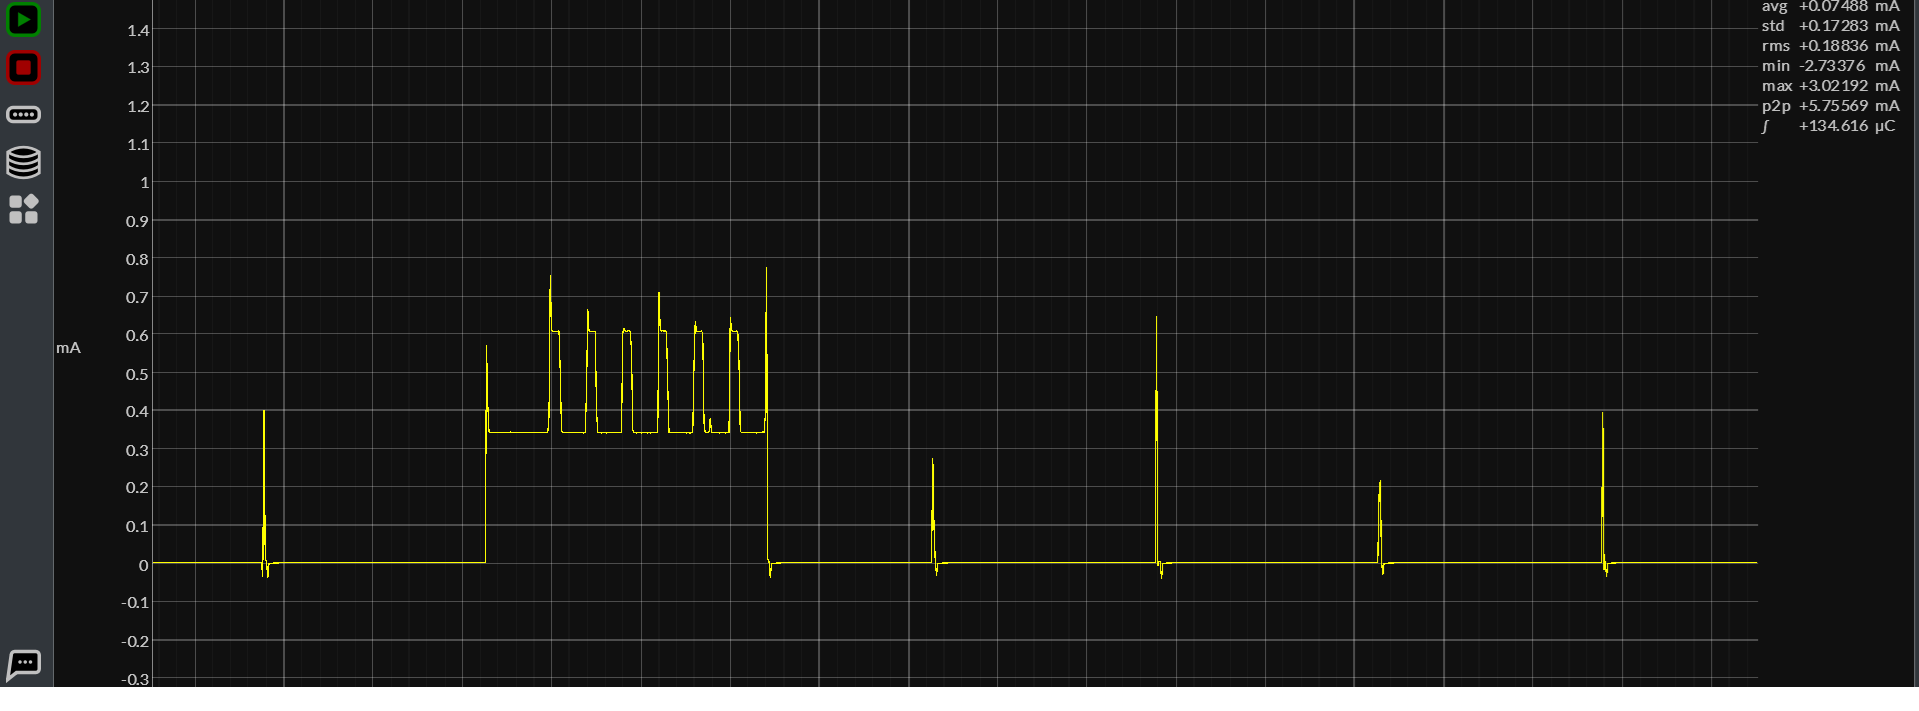 avg +0.07488 mA
std +0.17283 mA
rms +0.18836 mA
min -2.73376 mA
max +3.02192 mA
p2p +5.75569 mA
∫ +134.616 µC
1.4
1.3
1.2
1.1
1
0.9
0.8
0.7
0.6
mA
0.5
0.4
0.3
0.2
0.1
0
-0.1
-0.2
-0.3